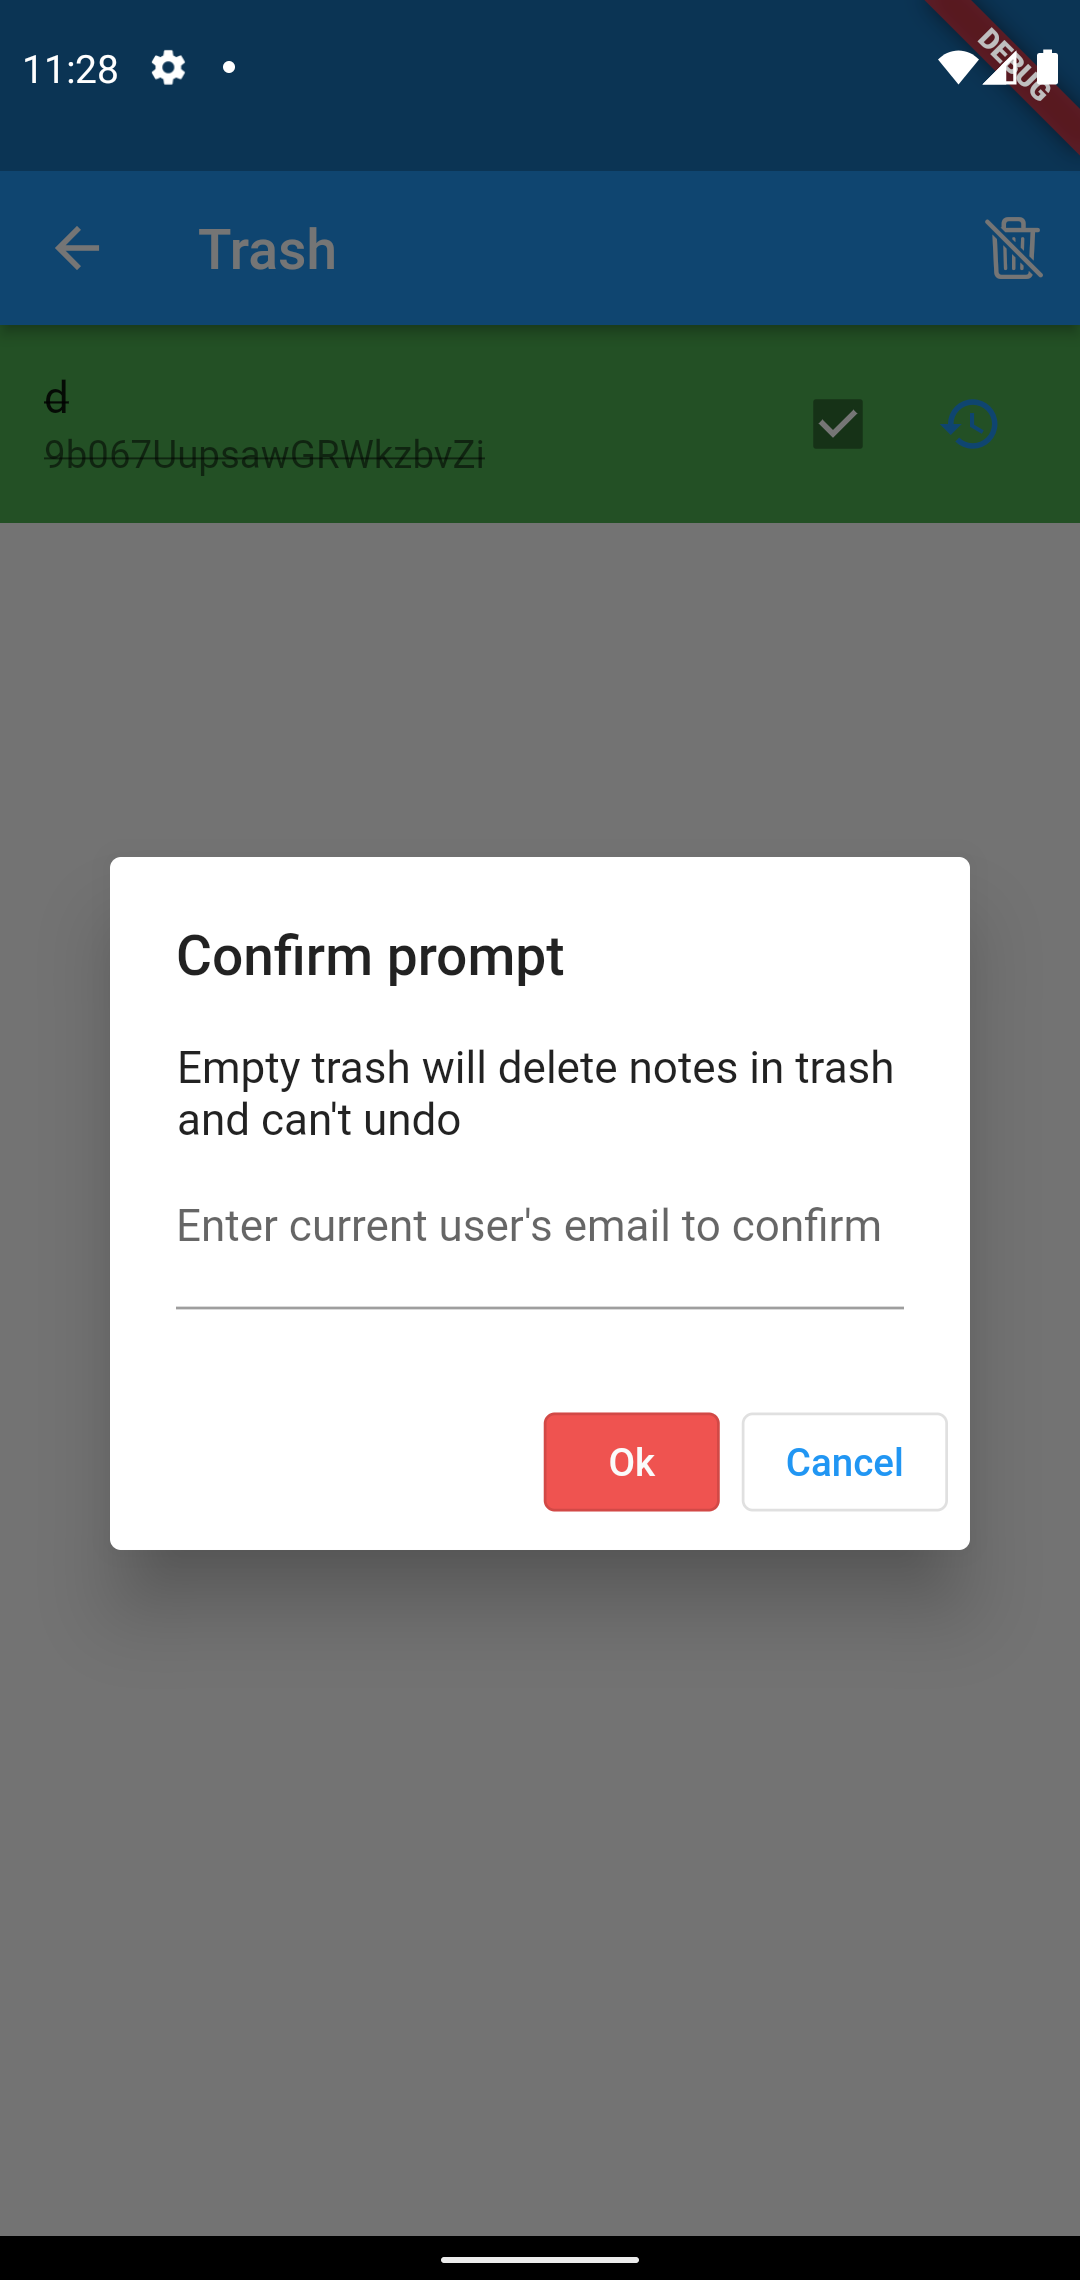 11:28
DEBUG
Trash
d
9b067UupsawGRWkzbvZi
Confirm prompt
Empty trash will delete notes in trash
and can't undo
Enter current user's email to confirm
Ok
Cancel